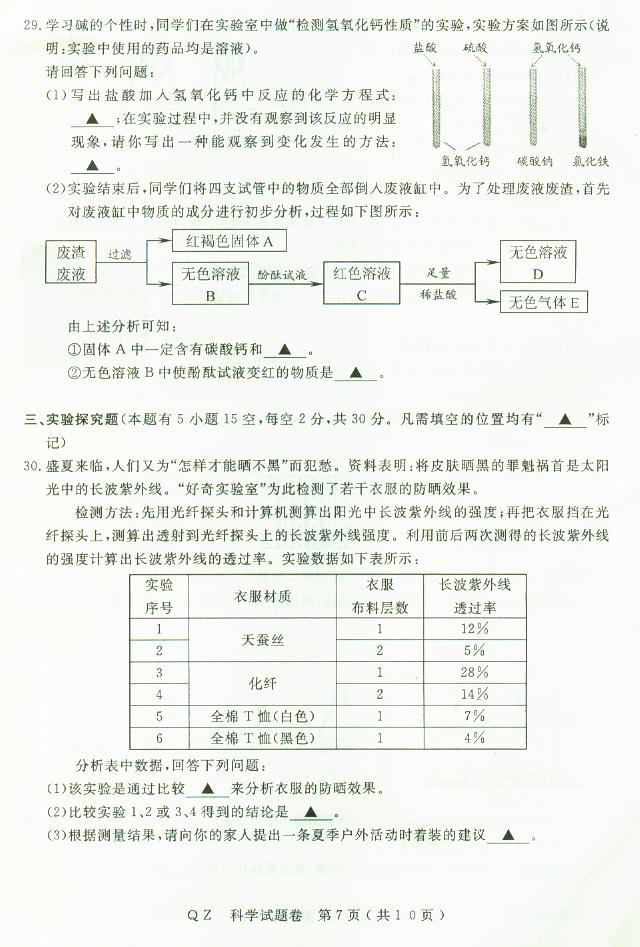 29. 学习碱的个性时,同学们在实验室中做“检测氢氧化钙性质”的实验,实验方案如图所示(说
明:实验中使用的药品均是溶液)。
盐酸 硫酸 氢氧化钙
请回答下列问题:
(1)写出盐酸加入氢氧化钙中反应的化学方程式:
▲ ;在实验过程中,并没有观察到该反应的明显
现象,请你写出一种能观察到变化发生的方法:
▲ 。
氢氧化钙 碳酸钠 氯化铁
(2)实验结束后,同学们将四支试管中的物质全部倒入废液缸中。为了处理废液废渣,首先
对废液缸中物质的成分进行初步分析,过程如下图所示:
废渣
废液
过滤
红褐色固体 A
无色溶液
B
酚酞试液
红色溶液
C
足量
稀盐酸
无色溶液
D
无色气体 E
由上述分析可知:
①固体 A 中一定含有碳酸钙和 ▲ 。
②无色溶液 B 中使酚酞试液变红的物质是 ▲ 。
三、实验探究题(本题有 5 小题 15 空,每空 2 分,共 30 分。凡需填空的位置均有“ ▲ ”标
记)
30. 盛夏来临,人们又为“怎样才能晒不黑”而犯愁。资料表明:将皮肤晒黑的罪魁祸首是太阳
光中的长波紫外线。“好奇实验室”为此检测了若干衣服的防晒效果。
检测方法:先用光纤探头和计算机测算出阳光中长波紫外线的强度;再把衣服挡在光
纤探头上,测算出透射到光纤探头上的长波紫外线强度。利用前后两次测得的长波紫外线
的强度计算出长波紫外线的透过率。实验数据如下表所示:
实验
序号
衣服材质
衣服
布料层数
长波紫外线
透过率
1 天蚕丝 1 12%
2 2 5%
3 化纤 1 28%
4 2 14%
5 全棉 T 恤(白色) 1 7%
6 全棉 T 恤(黑色) 1 4%
分析表中数据,回答下列问题:
(1)该实验是通过比较 ▲ 来分析衣服的防晒效果。
(2)比较实验 1、2 或 3、4 得到的结论是 ▲ 。
(3)根据测量结果,请向你的家人提出一条夏季户外活动时着装的建议 ▲ 。
QZ 科学试题卷 第 7 页(共 1 0 页)